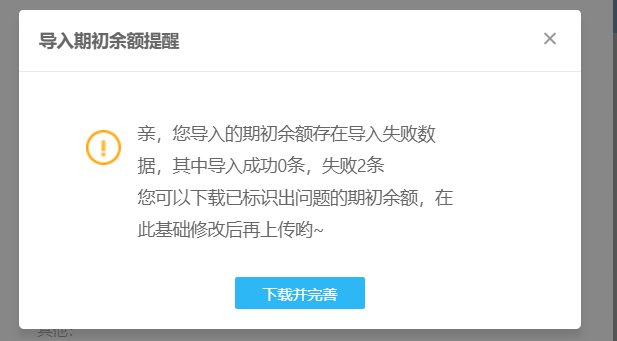 导入期初余额提醒
亲，您导入的期初余额存在导入失败数
据，其中导入成功0条，失败2条
您可以下载已标识出问题的期初余额，在
此基础修改后再上传哟~
下载并完善
其他: